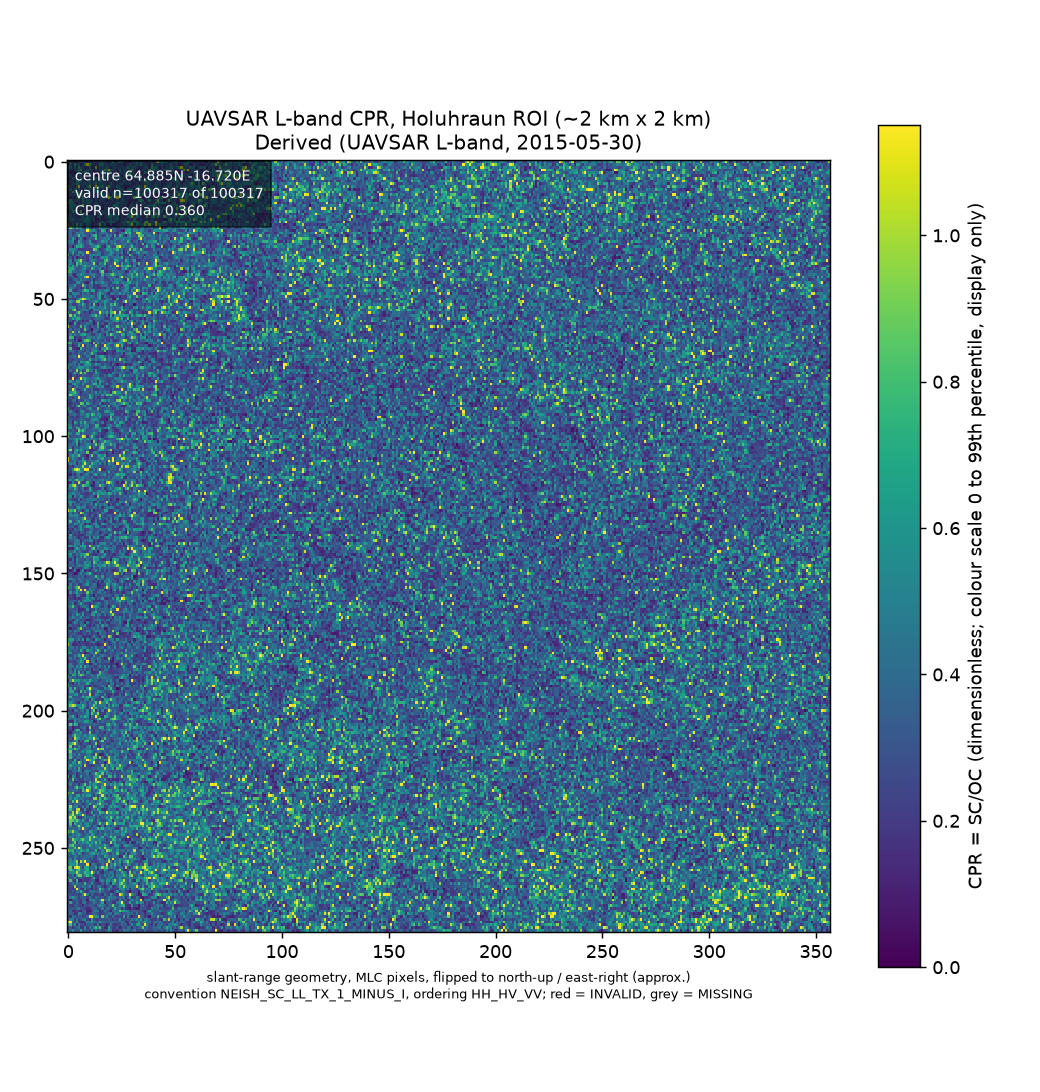 UAVSAR L-band CPR, Holuhraun ROI (~2 km x 2 km)
Derived (UAVSAR L-band, 2015-05-30)
centre 64.885N -16.720E
valid n=100317 of 100317
CPR median 0.360
0
50
100
150
200
250
0
50
100
150
200
250
300
350
slant-range geometry, MLC pixels, flipped to north-up / east-right (approx.)
convention NEISH_SC_LL_TX_1_MINUS_I, ordering HH_HV_VV; red = INVALID, grey = MISSING
1.0
0.8
0.6
0.4
0.2
0.0
CPR = SC/OC (dimensionless; colour scale 0 to 99th percentile, display only)